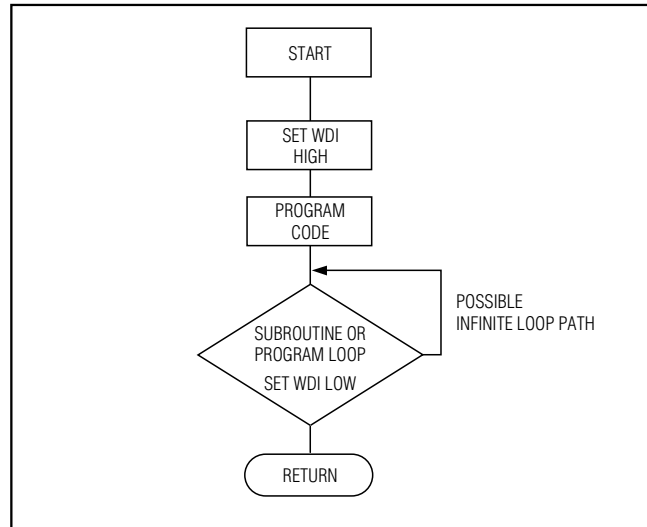 START
SET WDI
HIGH
PROGRAM
CODE
POSSIBLE
INFINITE LOOP PATH
SUBROUTINE OR
PROGRAM LOOP
SET WDI LOW
RETURN